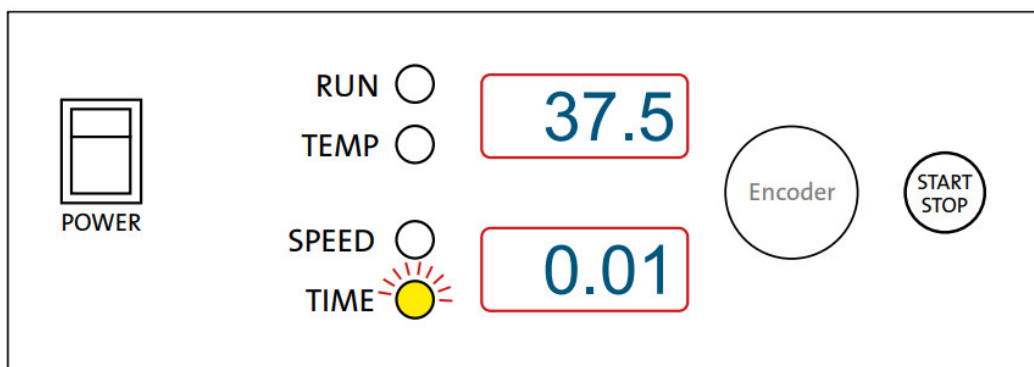 RUN
37.5
TEMP
POWER
SPEED
TIME
0.01
Encoder
START
STOP